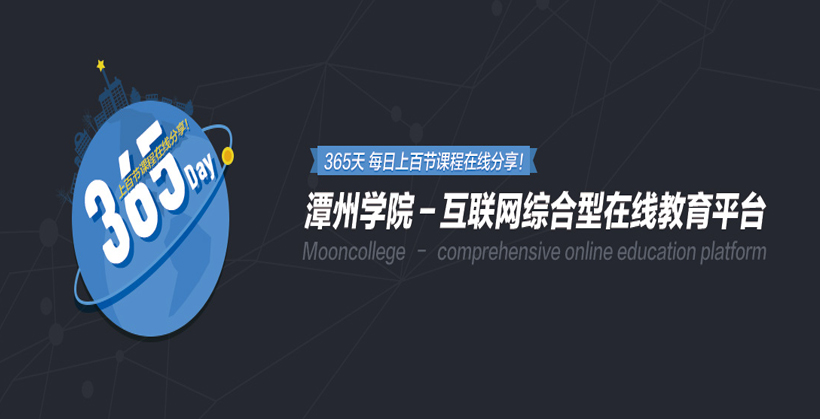 上百节课程在线分享!
365Day
365天 每日上百节课程在线分享!
潭州学院 - 互联网综合型在线教育平台
Mooncollege - comprehensive online education platform